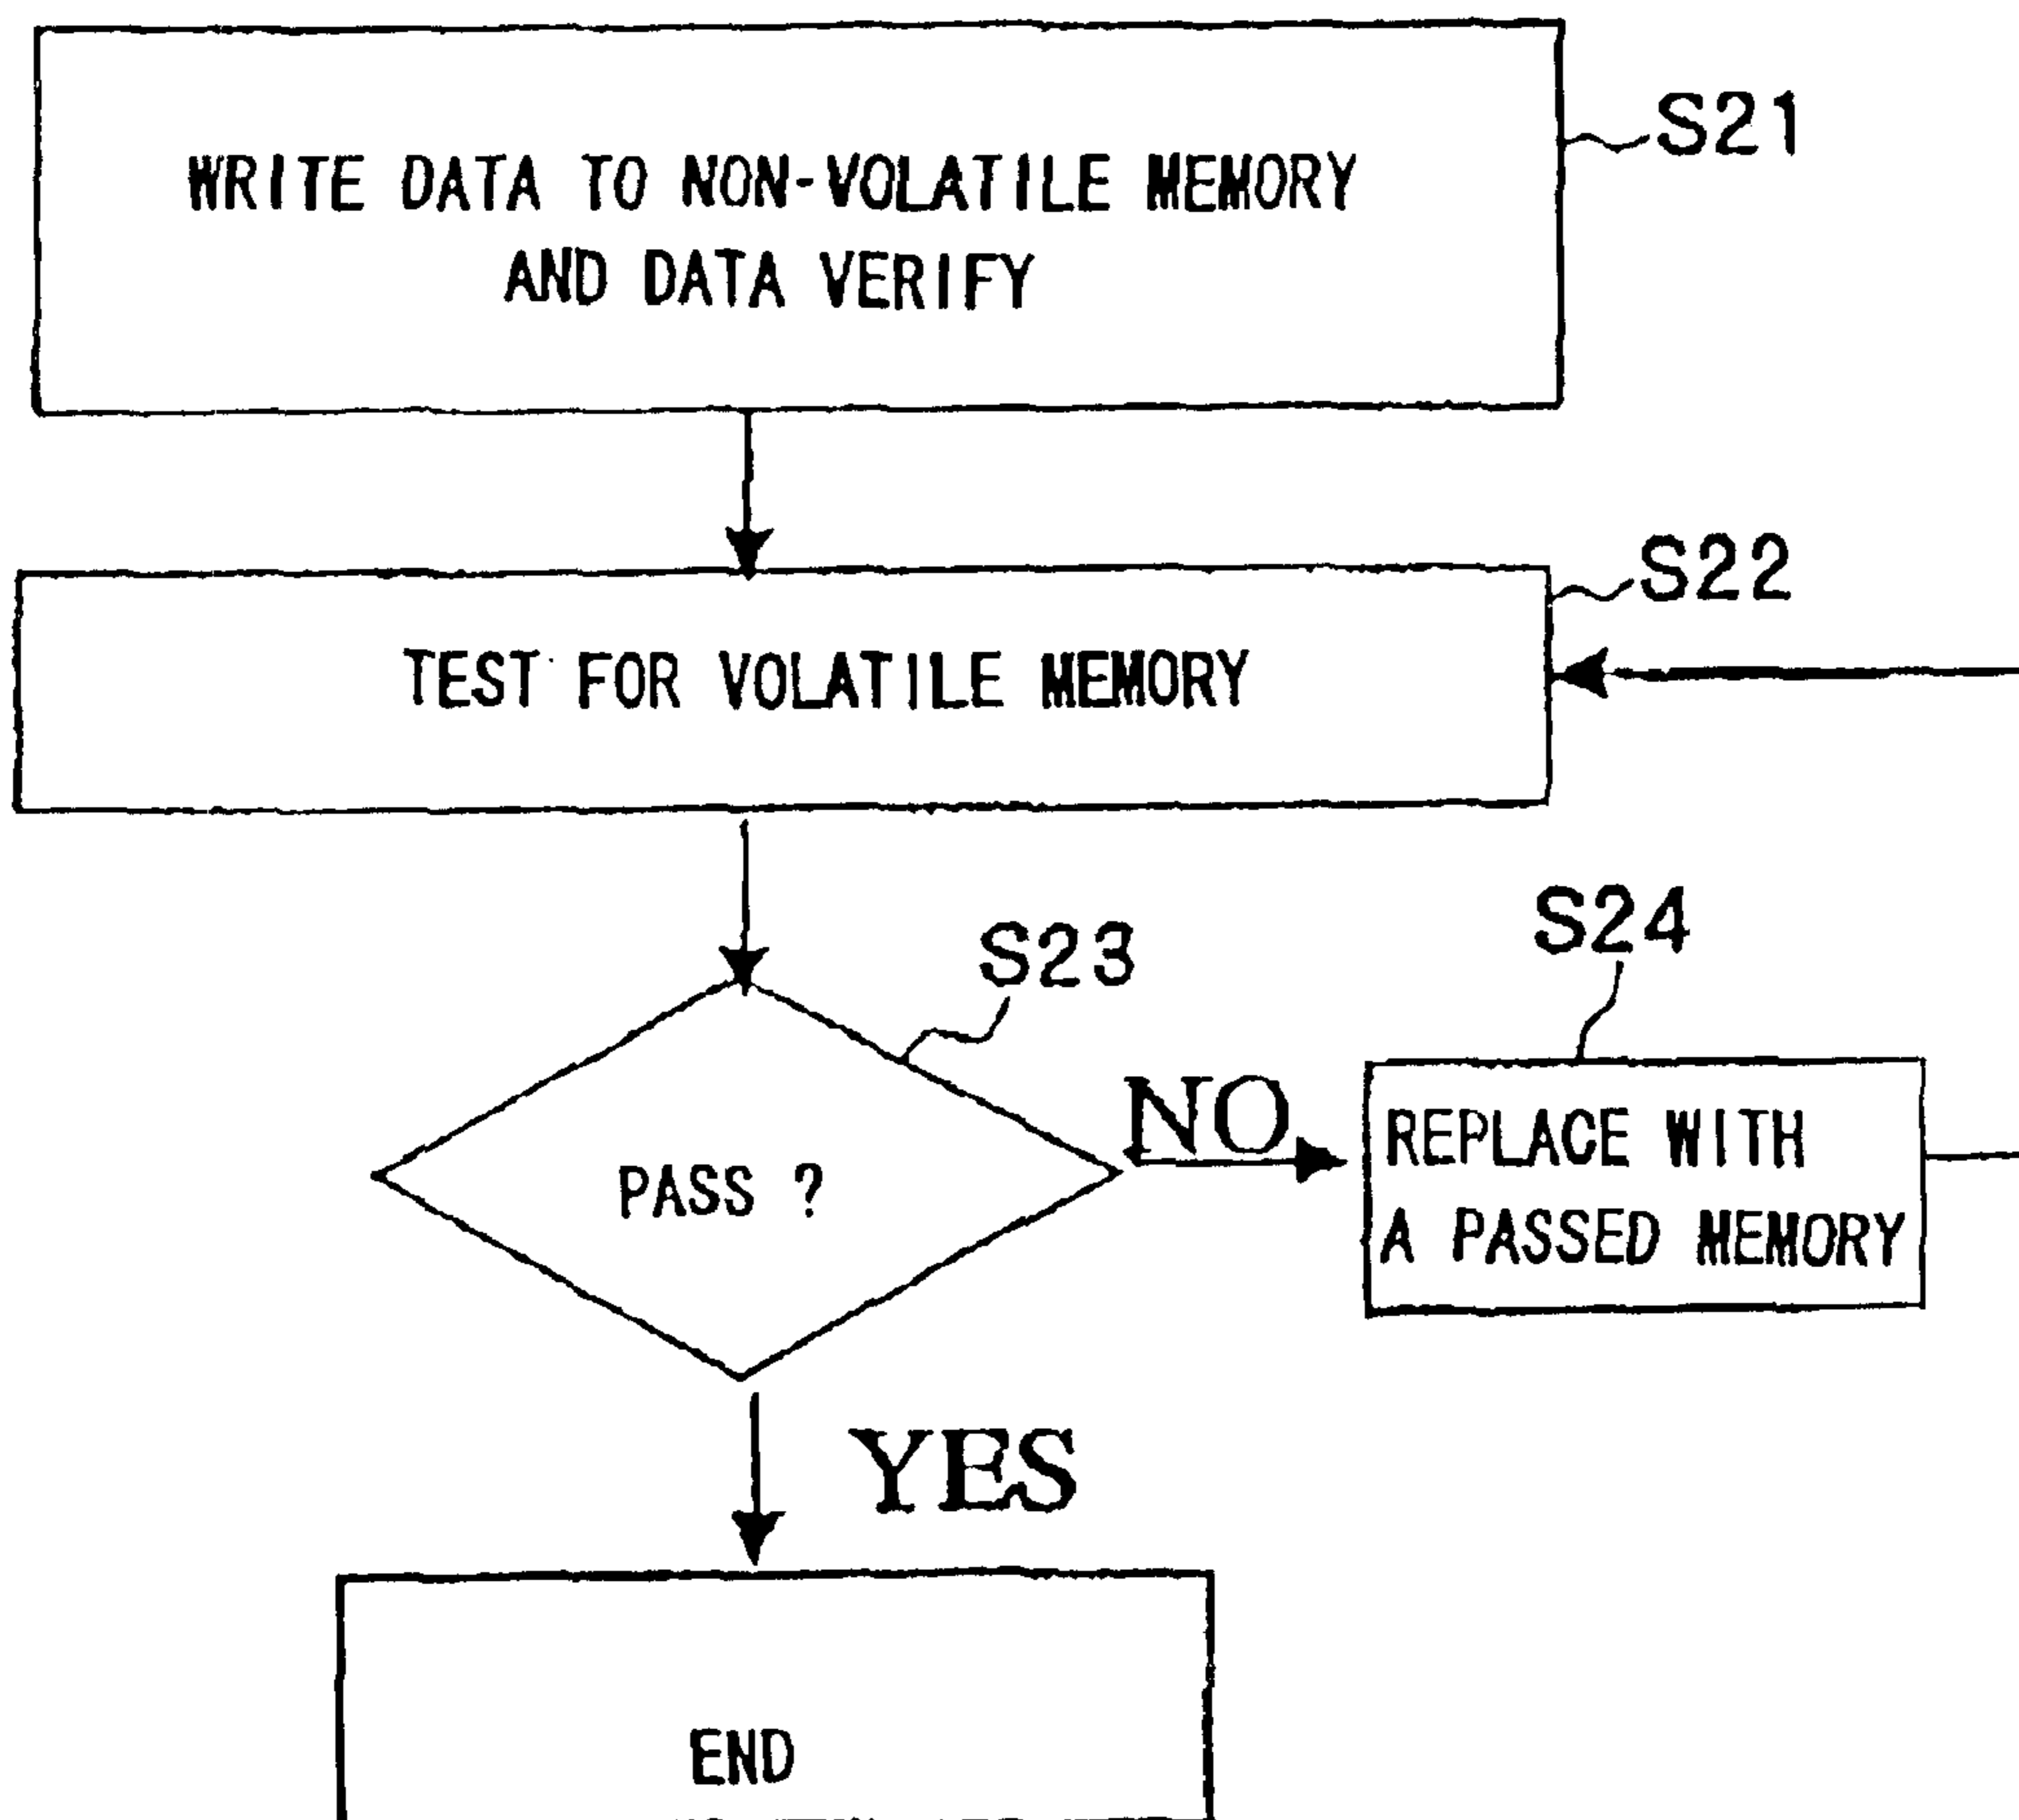 S21
WRITE DATA TO NON-VOLATILE MEMORY
AND DATA VERIFY
S22
TEST FOR VOLATILE MEMORY
S23
S24
NO
REPLACE WITH
A PASSED MEMORY
PASS ?
YES
END